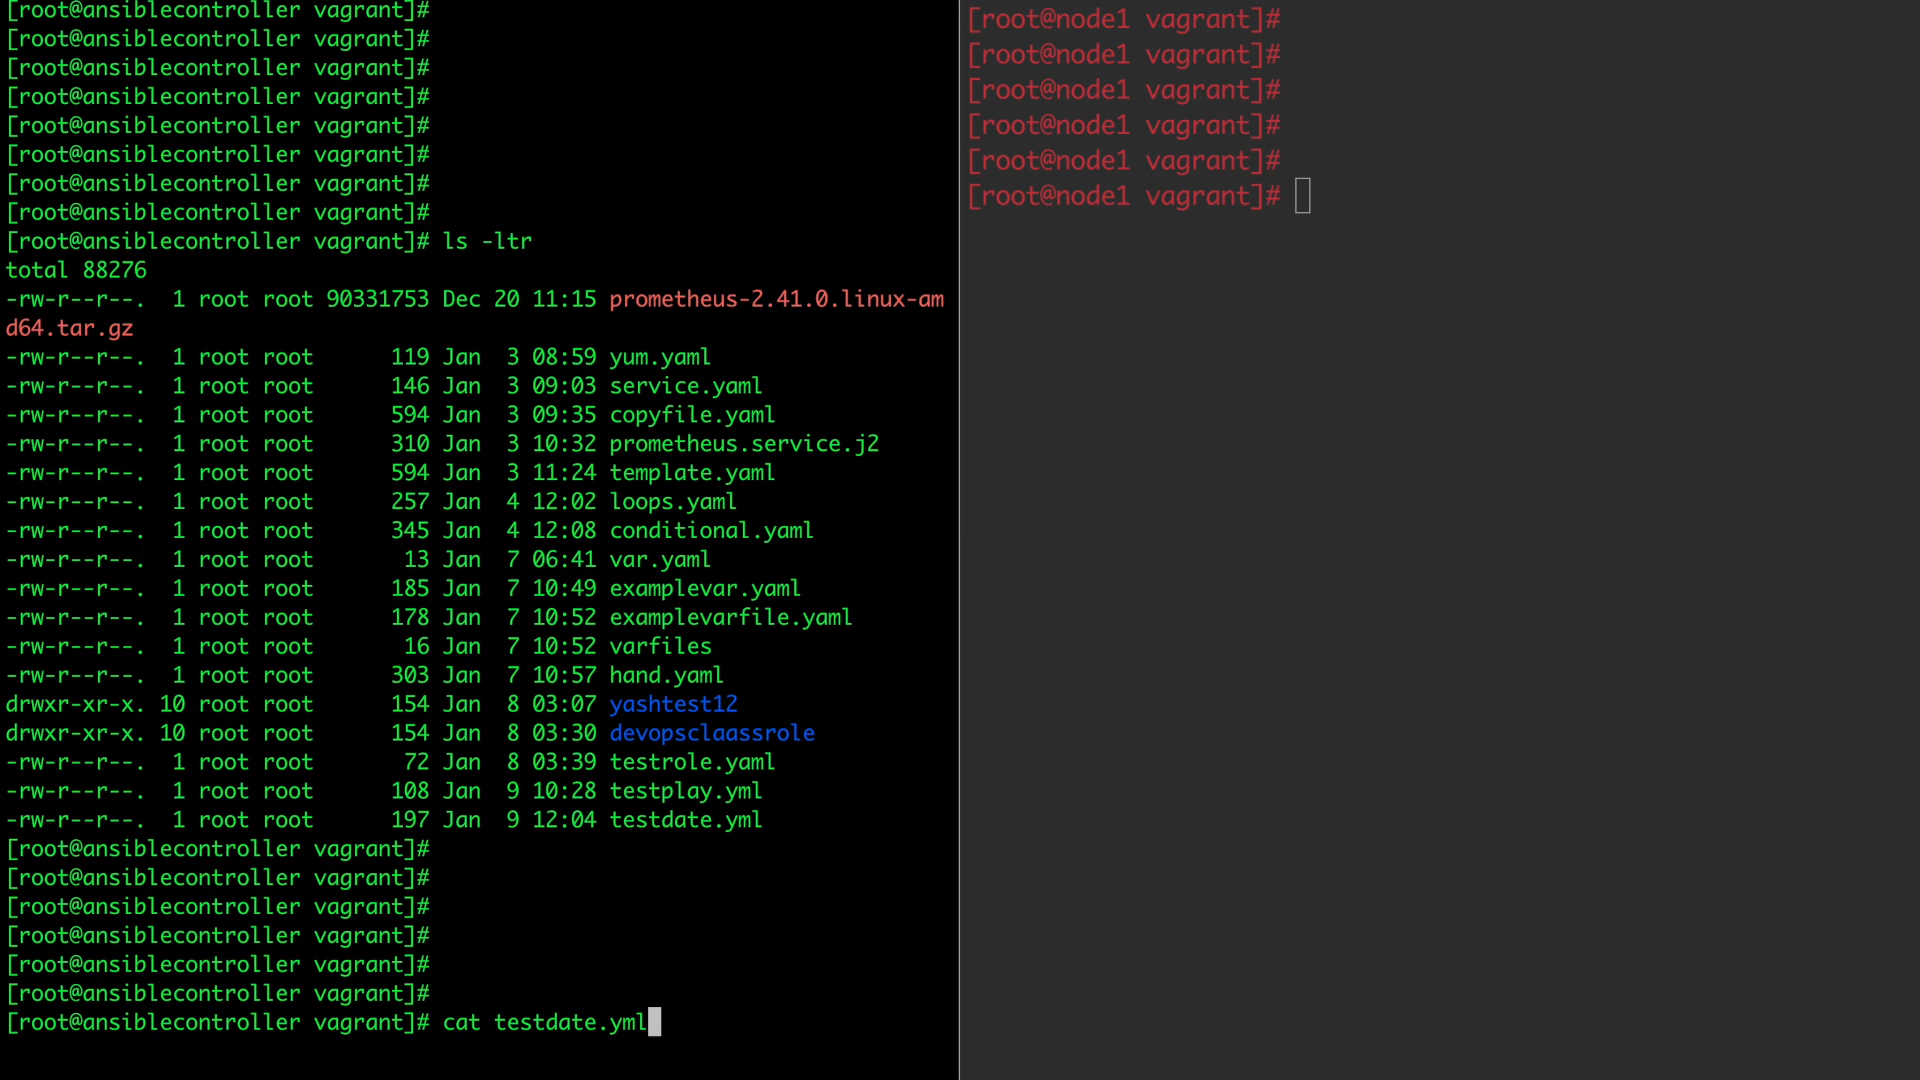 [root@ansiblecontroller vagrant]#
[root@ansiblecontroller vagrant]#
[root@ansiblecontroller vagrant]#
[root@ansiblecontroller vagrant]#
[root@ansiblecontroller vagrant]#
[root@ansiblecontroller vagrant]#
[root@ansiblecontroller vagrant]#
[root@ansiblecontroller vagrant]#
[root@ansiblecontroller vagrant]# ls -ltr
total 88276
-rw-r--r--.  1 root root 90331753 Dec 20 11:15 prometheus-2.41.0.linux-am
d64.tar.gz
-rw-r--r--.  1 root root      119 Jan  3 08:59 yum.yaml
-rw-r--r--.  1 root root      146 Jan  3 09:03 service.yaml
-rw-r--r--.  1 root root      594 Jan  3 09:35 copyfile.yaml
-rw-r--r--.  1 root root      310 Jan  3 10:32 prometheus.service.j2
-rw-r--r--.  1 root root      594 Jan  3 11:24 template.yaml
-rw-r--r--.  1 root root      257 Jan  4 12:02 loops.yaml
-rw-r--r--.  1 root root      345 Jan  4 12:08 conditional.yaml
-rw-r--r--.  1 root root       13 Jan  7 06:41 var.yaml
-rw-r--r--.  1 root root      185 Jan  7 10:49 examplevar.yaml
-rw-r--r--.  1 root root      178 Jan  7 10:52 examplevarfile.yaml
-rw-r--r--.  1 root root       16 Jan  7 10:52 varfiles
-rw-r--r--.  1 root root      303 Jan  7 10:57 hand.yaml
drwxr-xr-x. 10 root root      154 Jan  8 03:07 yashtest12
drwxr-xr-x. 10 root root      154 Jan  8 03:30 devopsclaassrole
-rw-r--r--.  1 root root       72 Jan  8 03:39 testrole.yaml
-rw-r--r--.  1 root root      108 Jan  9 10:28 testplay.yml
-rw-r--r--.  1 root root      197 Jan  9 12:04 testdate.yml
[root@ansiblecontroller vagrant]#
[root@ansiblecontroller vagrant]#
[root@ansiblecontroller vagrant]#
[root@ansiblecontroller vagrant]#
[root@ansiblecontroller vagrant]#
[root@ansiblecontroller vagrant]#
[root@ansiblecontroller vagrant]# cat testdate.yml
[root@node1 vagrant]#
[root@node1 vagrant]#
[root@node1 vagrant]#
[root@node1 vagrant]#
[root@node1 vagrant]#
[root@node1 vagrant]#